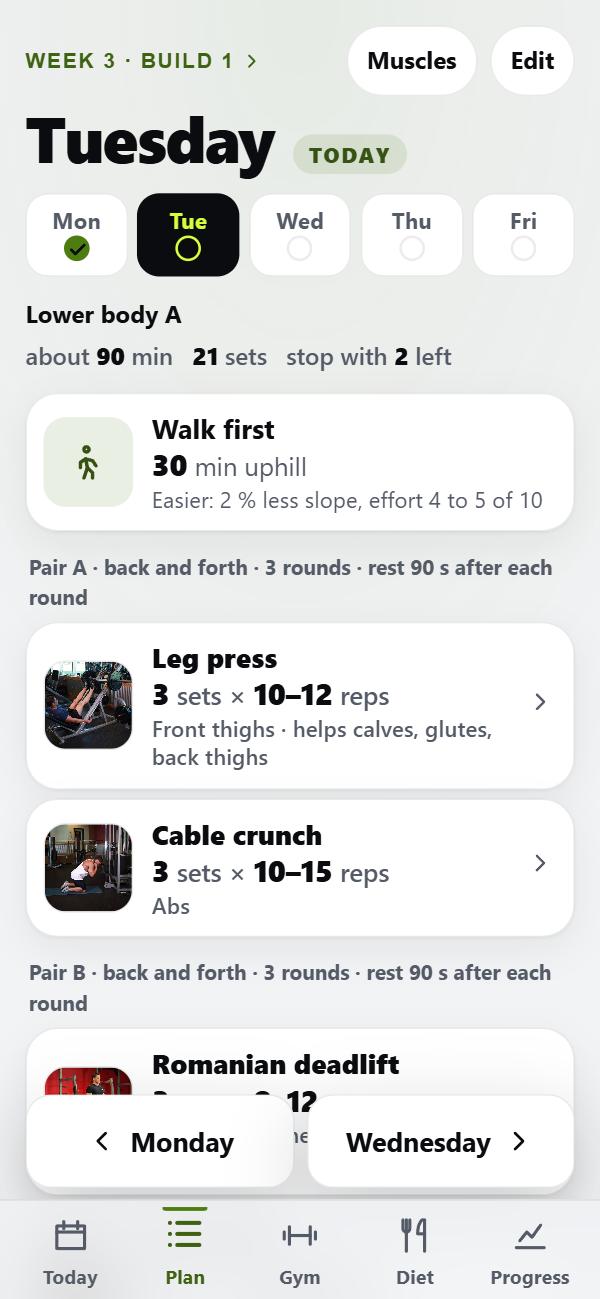 WEEK 3 · BUILD 1 >
Muscles
Edit
Tuesday
TODAY
Mon
Tue
Wed
Thu
Fri
Lower body A
about 90 min 21 sets stop with 2 left
Walk first
30 min uphill
Easier: 2 % less slope, effort 4 to 5 of 10
Pair A · back and forth · 3 rounds · rest 90 s after each
round
Leg press
3 sets × 10–12 reps
Front thighs · helps calves, glutes,
back thighs
Cable crunch
3 sets × 10–15 reps
Abs
Pair B · back and forth · 3 rounds · rest 90 s after each
round
Romanian deadlift
Monday
Wednesday
Today
Plan
Gym
Diet
Progress